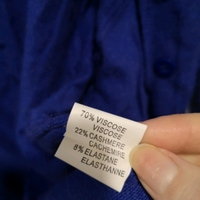 70% VISCOSE
VISCOSE
22% CASHMERE
CACHEMIRE
8% ELASTANE
ELASTHANNE